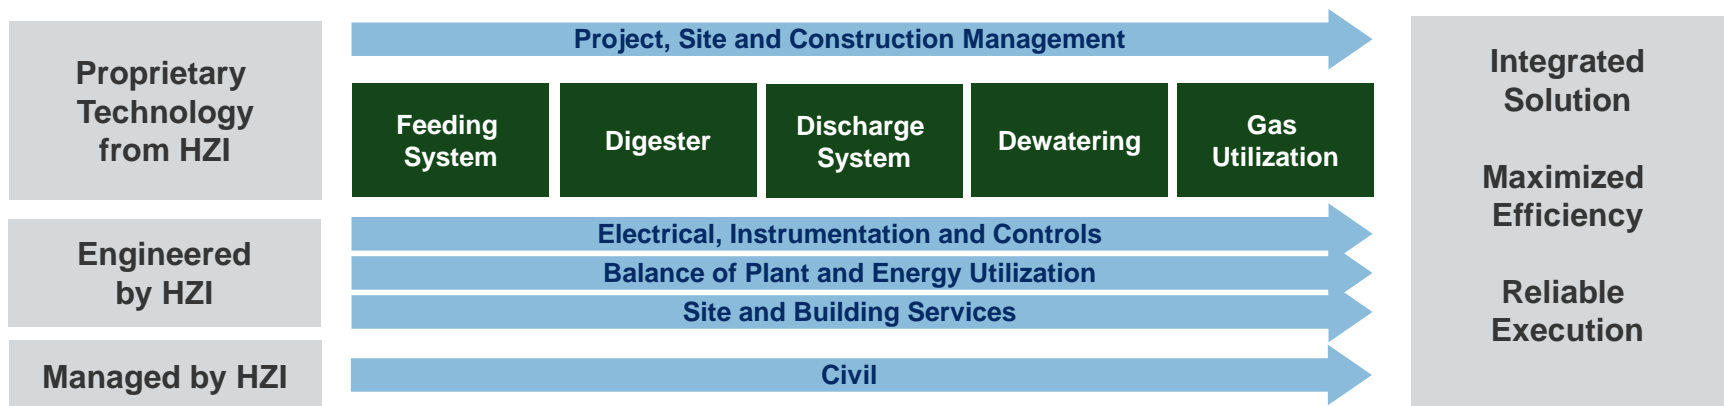 Proprietary
Technology
from HZI
Project, Site and Construction Management
Feeding
System
Digester
Discharge
System
Dewatering
Gas
Utilization
Engineered
by HZI
Electrical, Instrumentation and Controls
Balance of Plant and Energy Utilization
Site and Building Services
Managed by HZI
Civil
Integrated
Solution
Maximized
Efficiency
Reliable
Execution